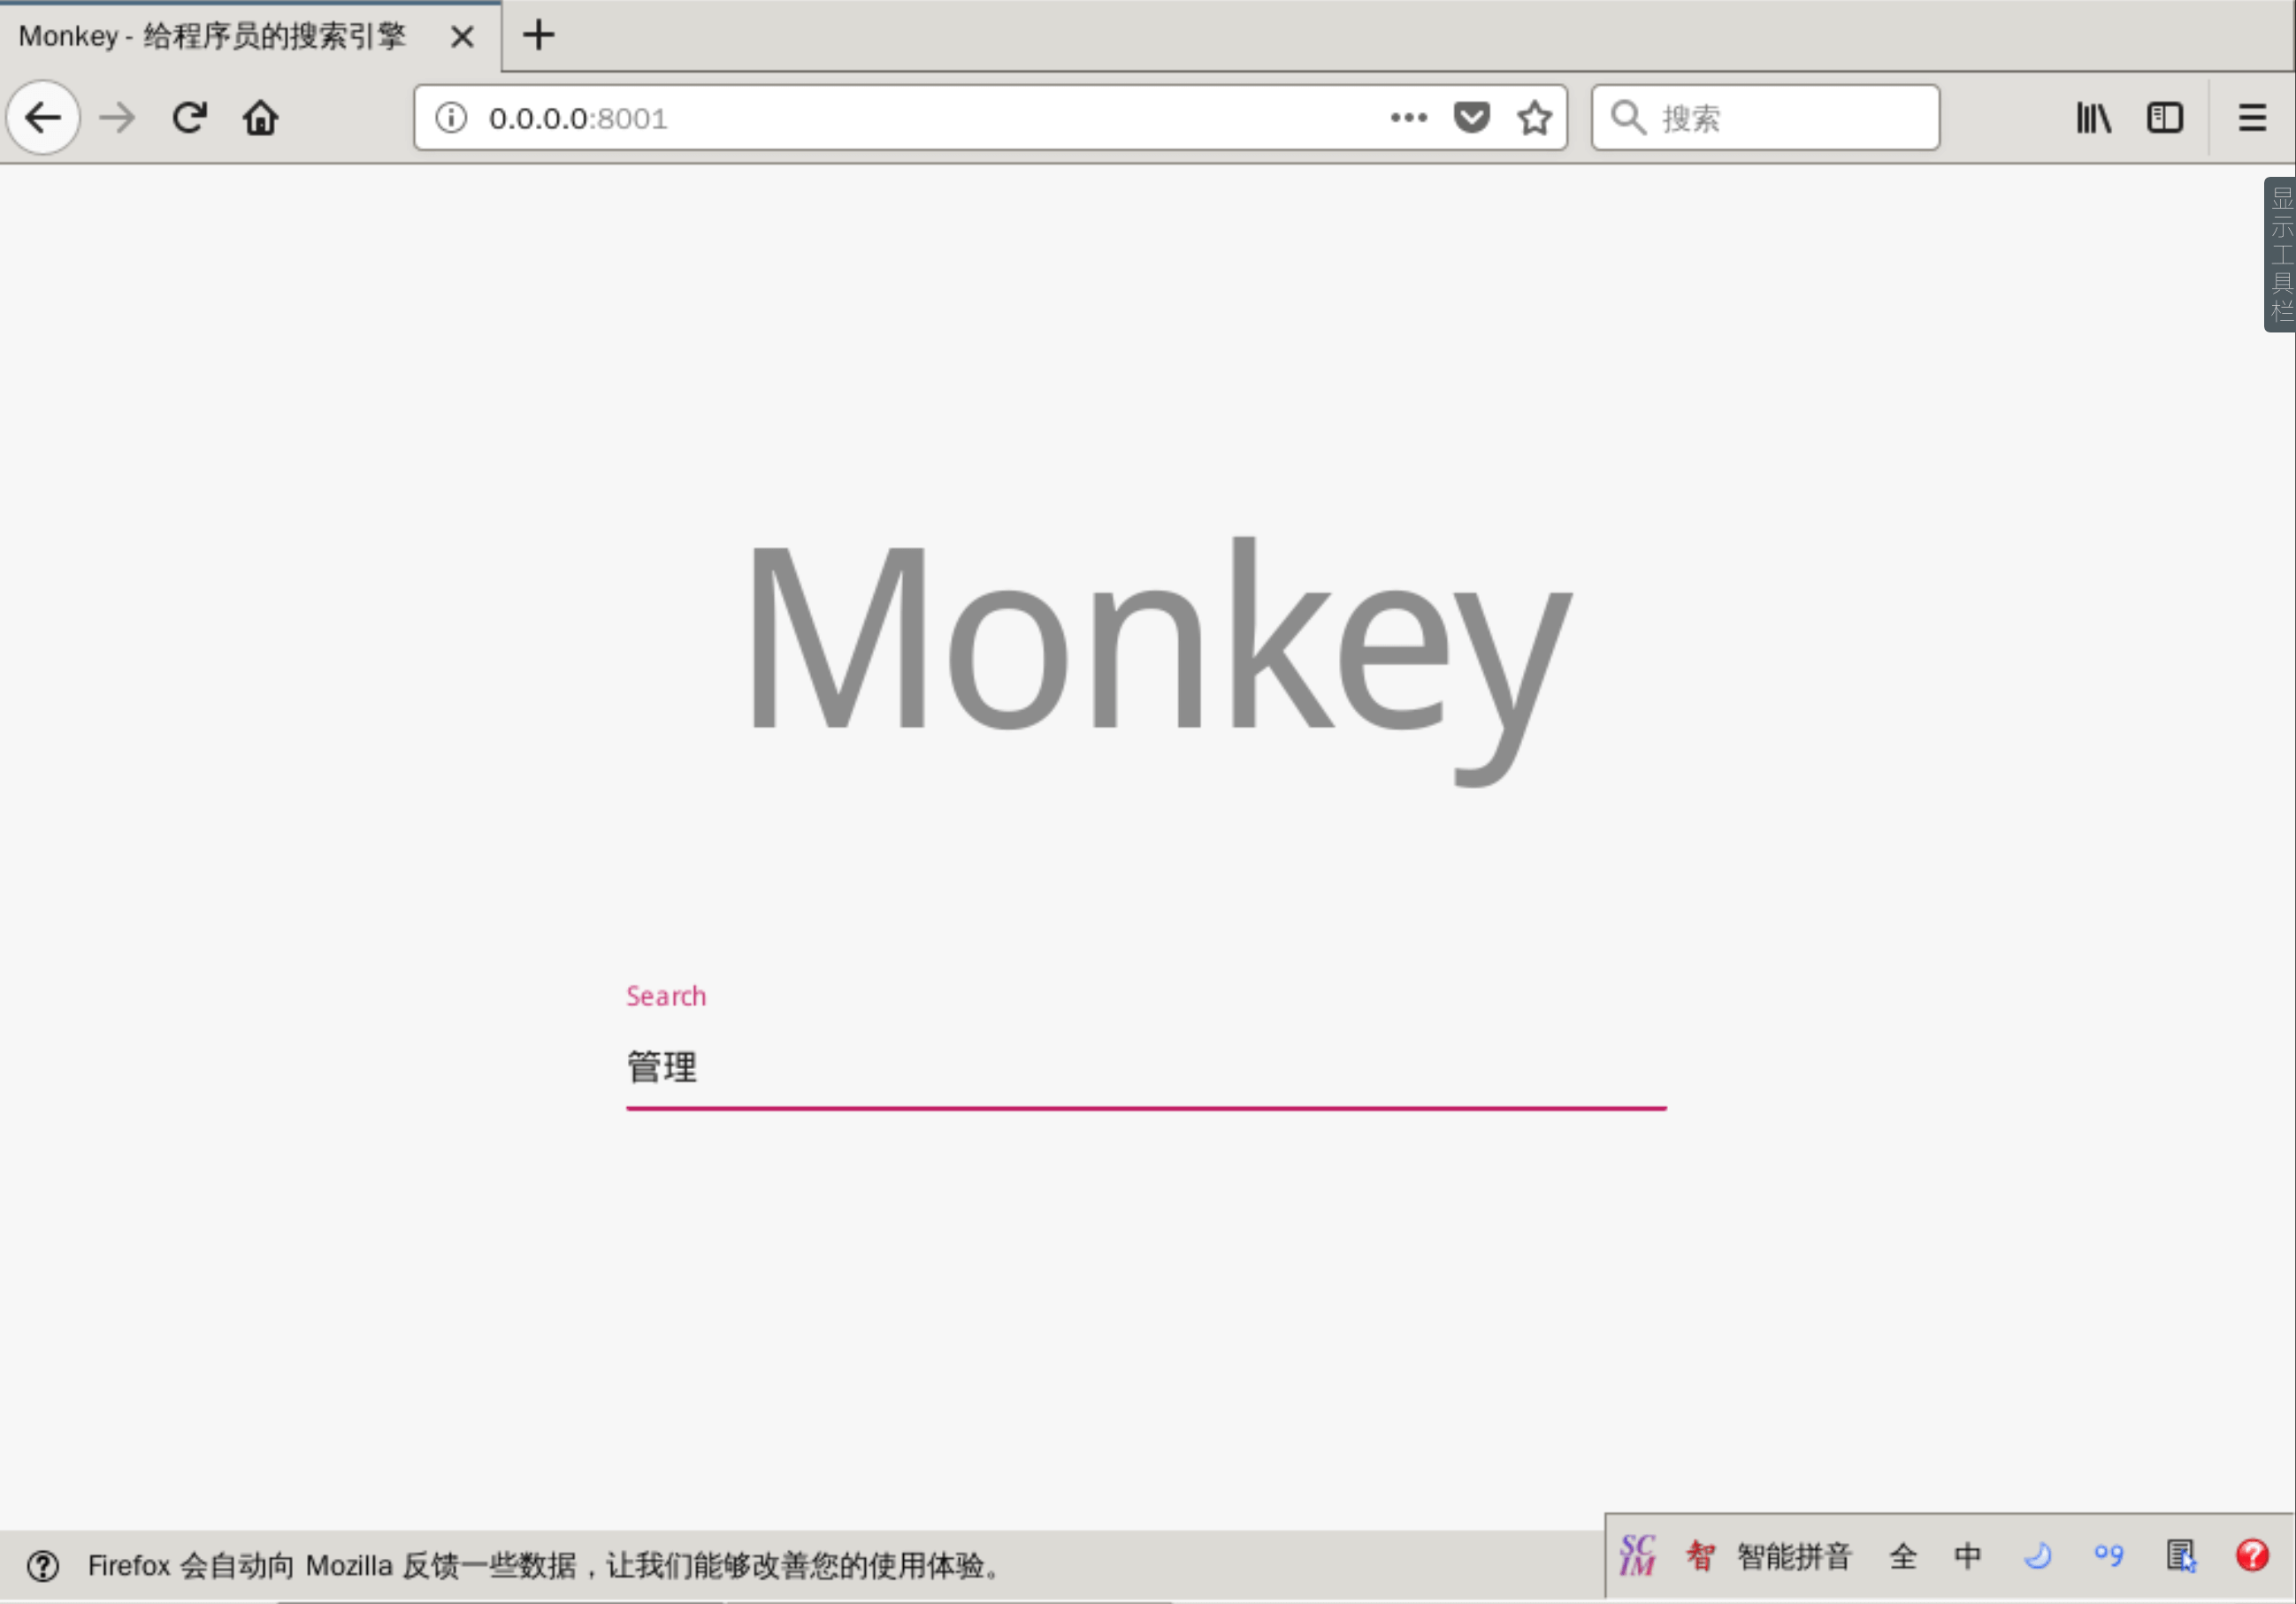 Monkey - 给程序员的搜索引擎
0.0.0.0:8001
搜索
显示工具栏
Monkey
Search
管理
Firefox 会自动向 Mozilla 反馈一些数据，让我们能够改善您的使用体验。
SCIM 智 智能拼音 全 中